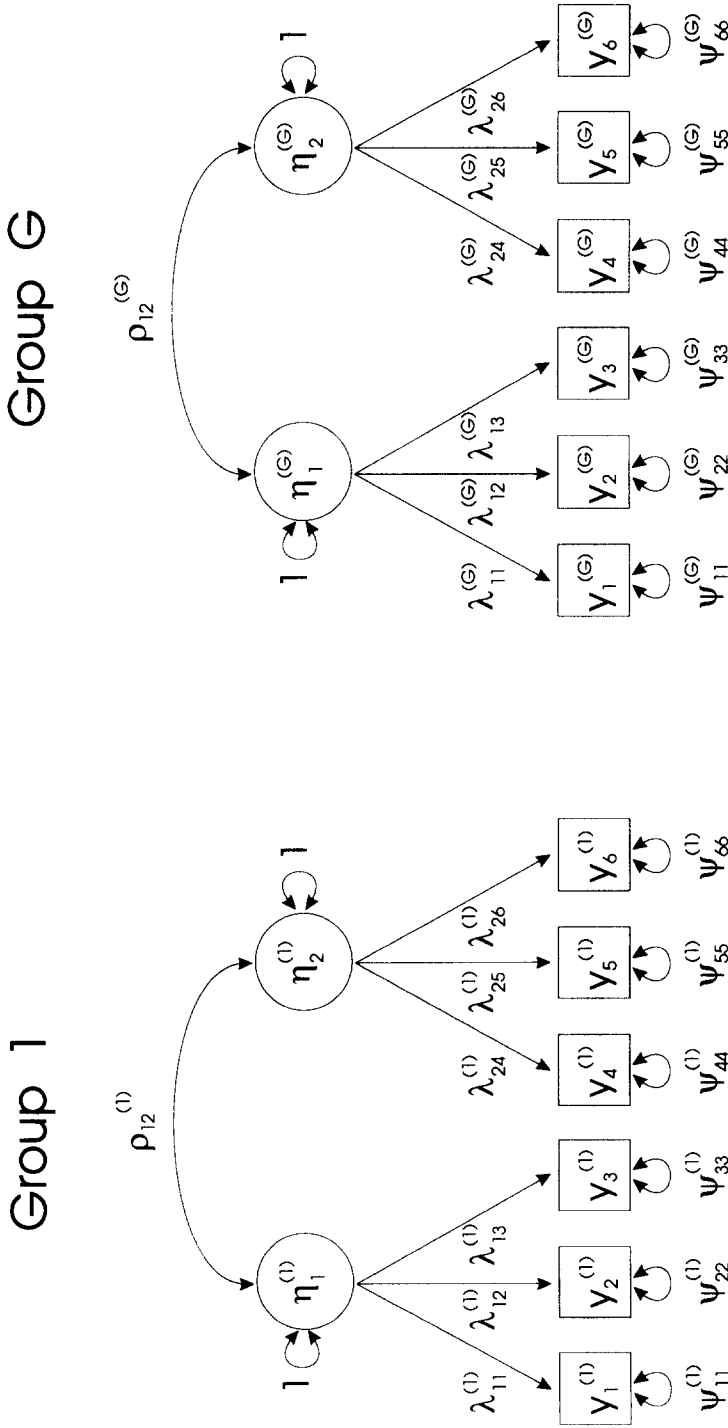 Group 1
ρ₁₂⁽¹⁾
1 η₁⁽¹⁾ η₂⁽¹⁾ 1
λ₁₁⁽¹⁾ λ₁₂⁽¹⁾ λ₁₃⁽¹⁾ λ₂₄⁽¹⁾ λ₂₅⁽¹⁾ λ₂₆⁽¹⁾
y₁⁽¹⁾ y₂⁽¹⁾ y₃⁽¹⁾ y₄⁽¹⁾ y₅⁽¹⁾ y₆⁽¹⁾
ψ₁₁⁽¹⁾ ψ₂₂⁽¹⁾ ψ₃₃⁽¹⁾ ψ₄₄⁽¹⁾ ψ₅₅⁽¹⁾ ψ₆₆⁽¹⁾
Group G
ρ₁₂⁽ᴳ⁾
1 η₁⁽ᴳ⁾ η₂⁽ᴳ⁾ 1
λ₁₁⁽ᴳ⁾ λ₁₂⁽ᴳ⁾ λ₁₃⁽ᴳ⁾ λ₂₄⁽ᴳ⁾ λ₂₅⁽ᴳ⁾ λ₂₆⁽ᴳ⁾
y₁⁽ᴳ⁾ y₂⁽ᴳ⁾ y₃⁽ᴳ⁾ y₄⁽ᴳ⁾ y₅⁽ᴳ⁾ y₆⁽ᴳ⁾
ψ₁₁⁽ᴳ⁾ ψ₂₂⁽ᴳ⁾ ψ₃₃⁽ᴳ⁾ ψ₄₄⁽ᴳ⁾ ψ₅₅⁽ᴳ⁾ ψ₆₆⁽ᴳ⁾